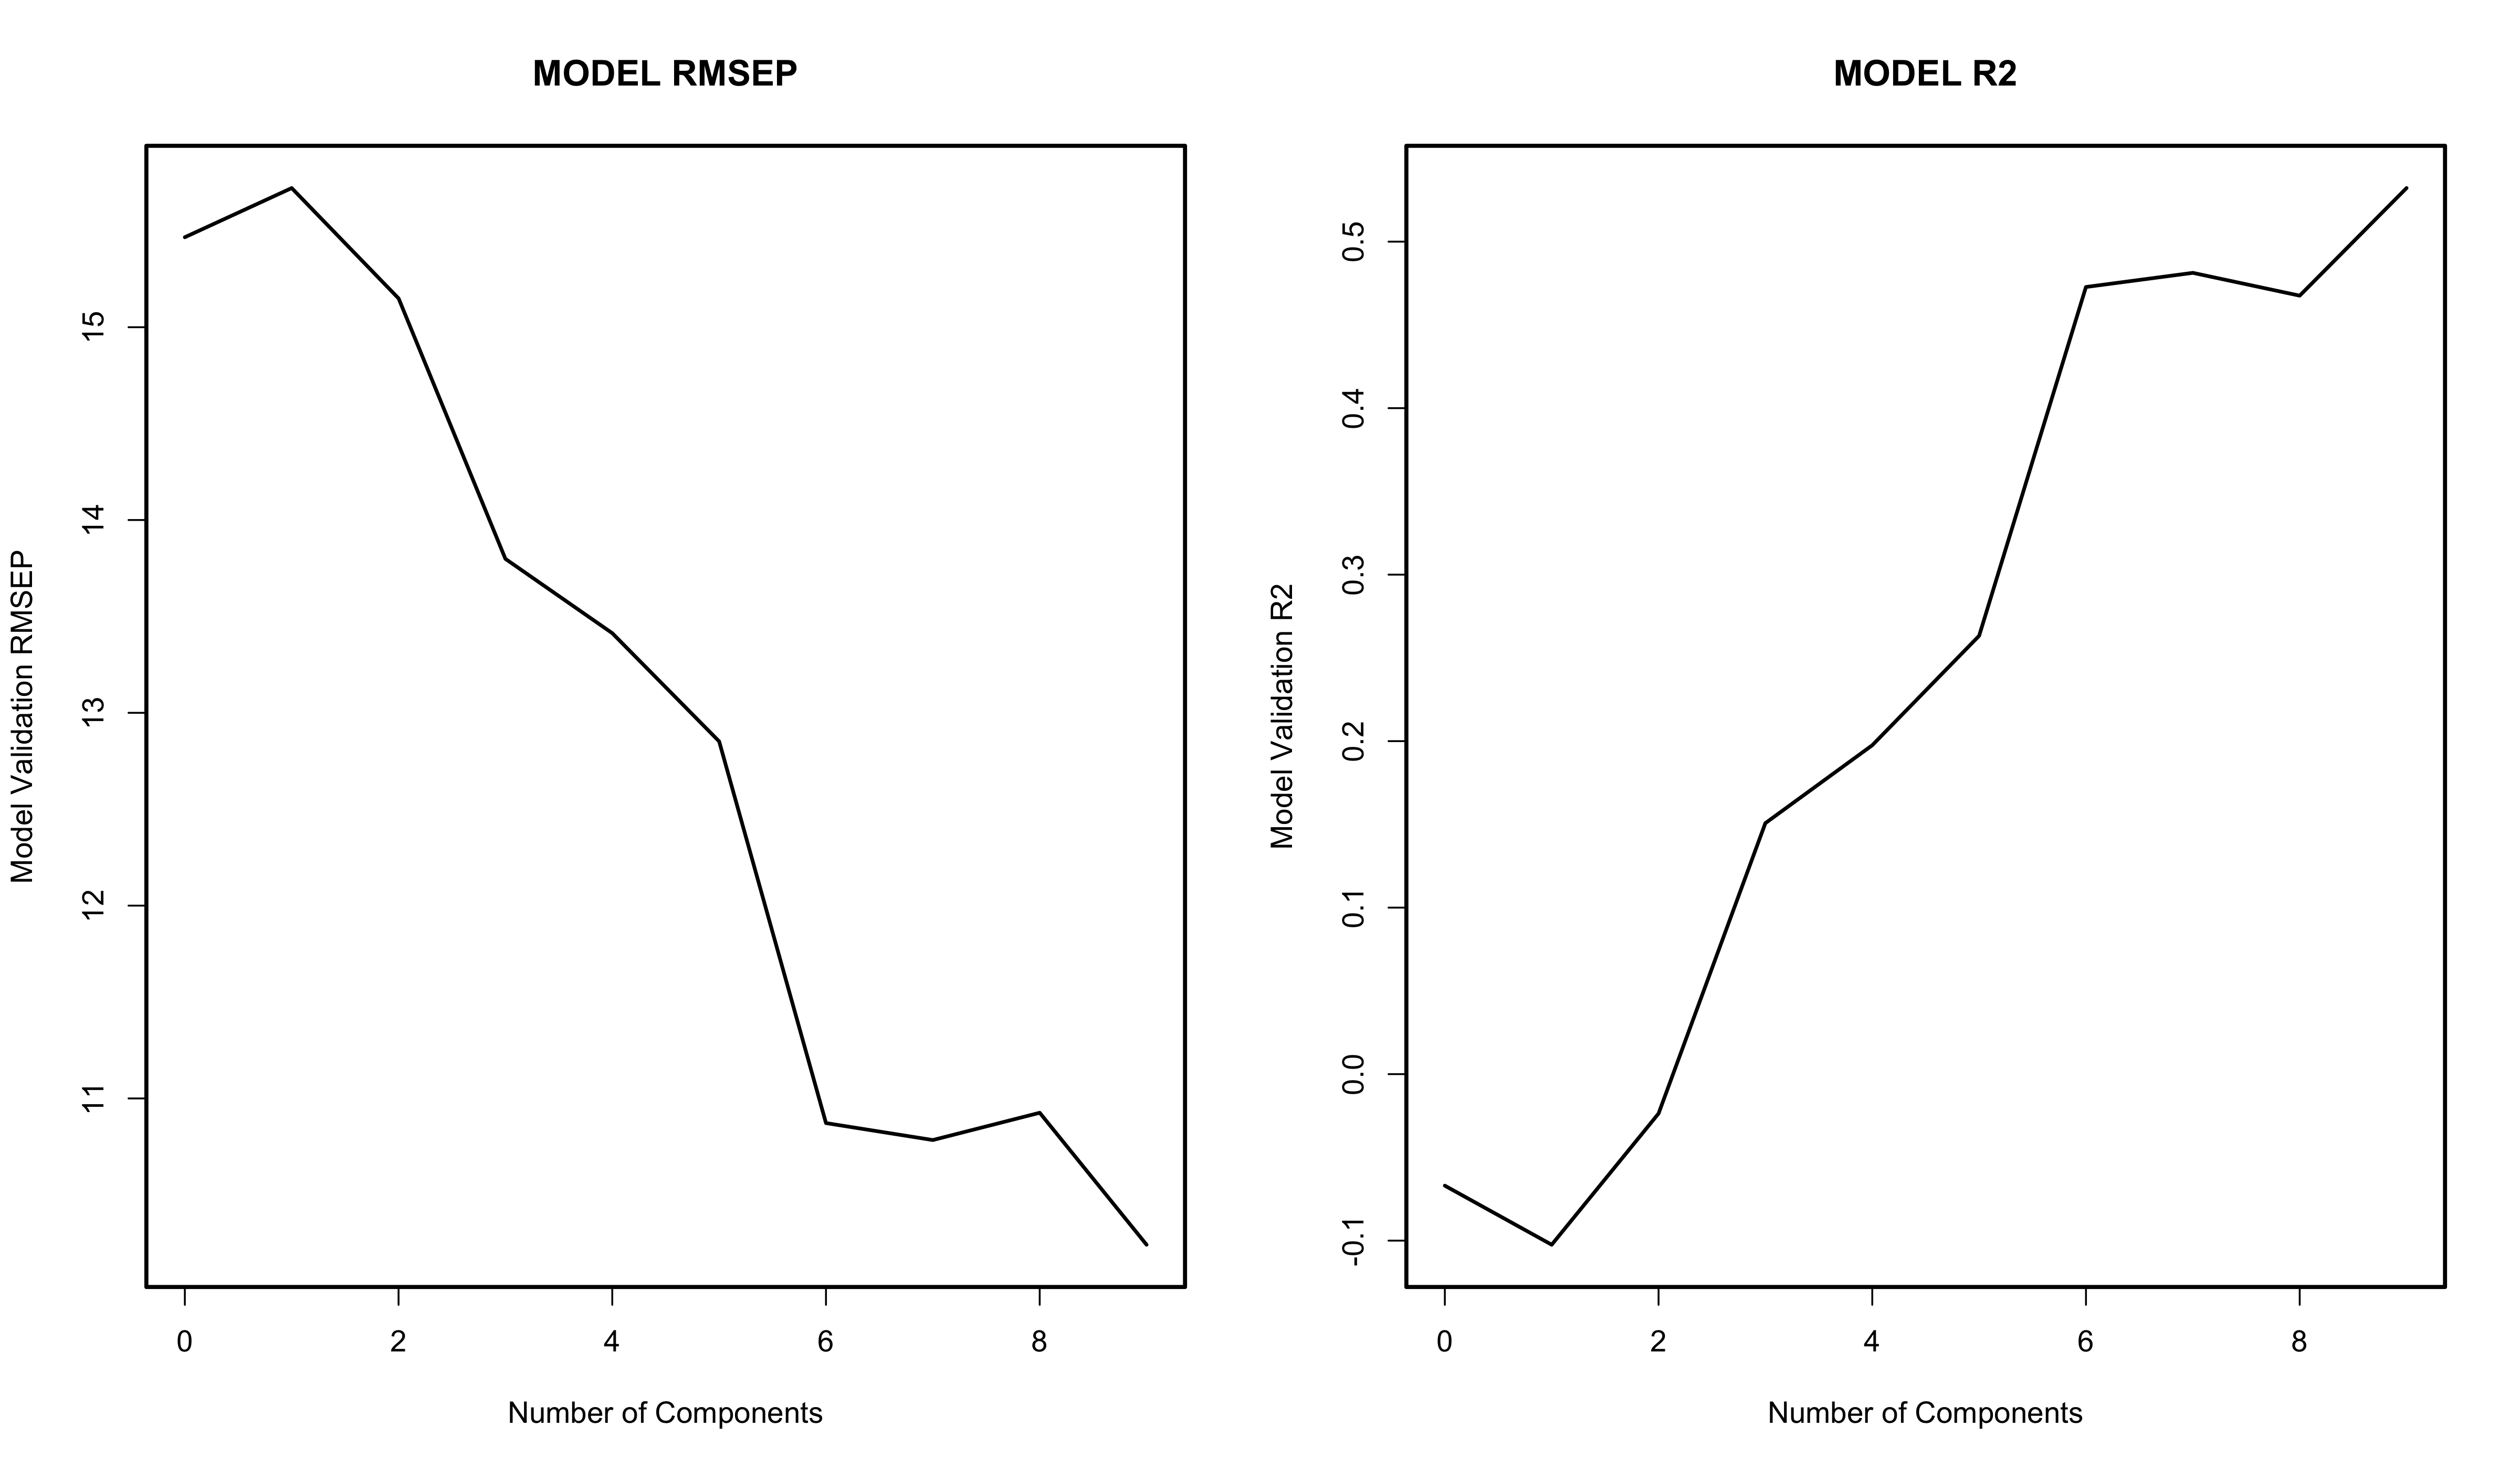 MODEL RMSEP
Model Validation RMSEP
15
14
13
12
11
0 2 4 6 8
Number of Components
MODEL R2
Model Validation R2
0.5
0.4
0.3
0.2
0.1
0.0
-0.1
0 2 4 6 8
Number of Components